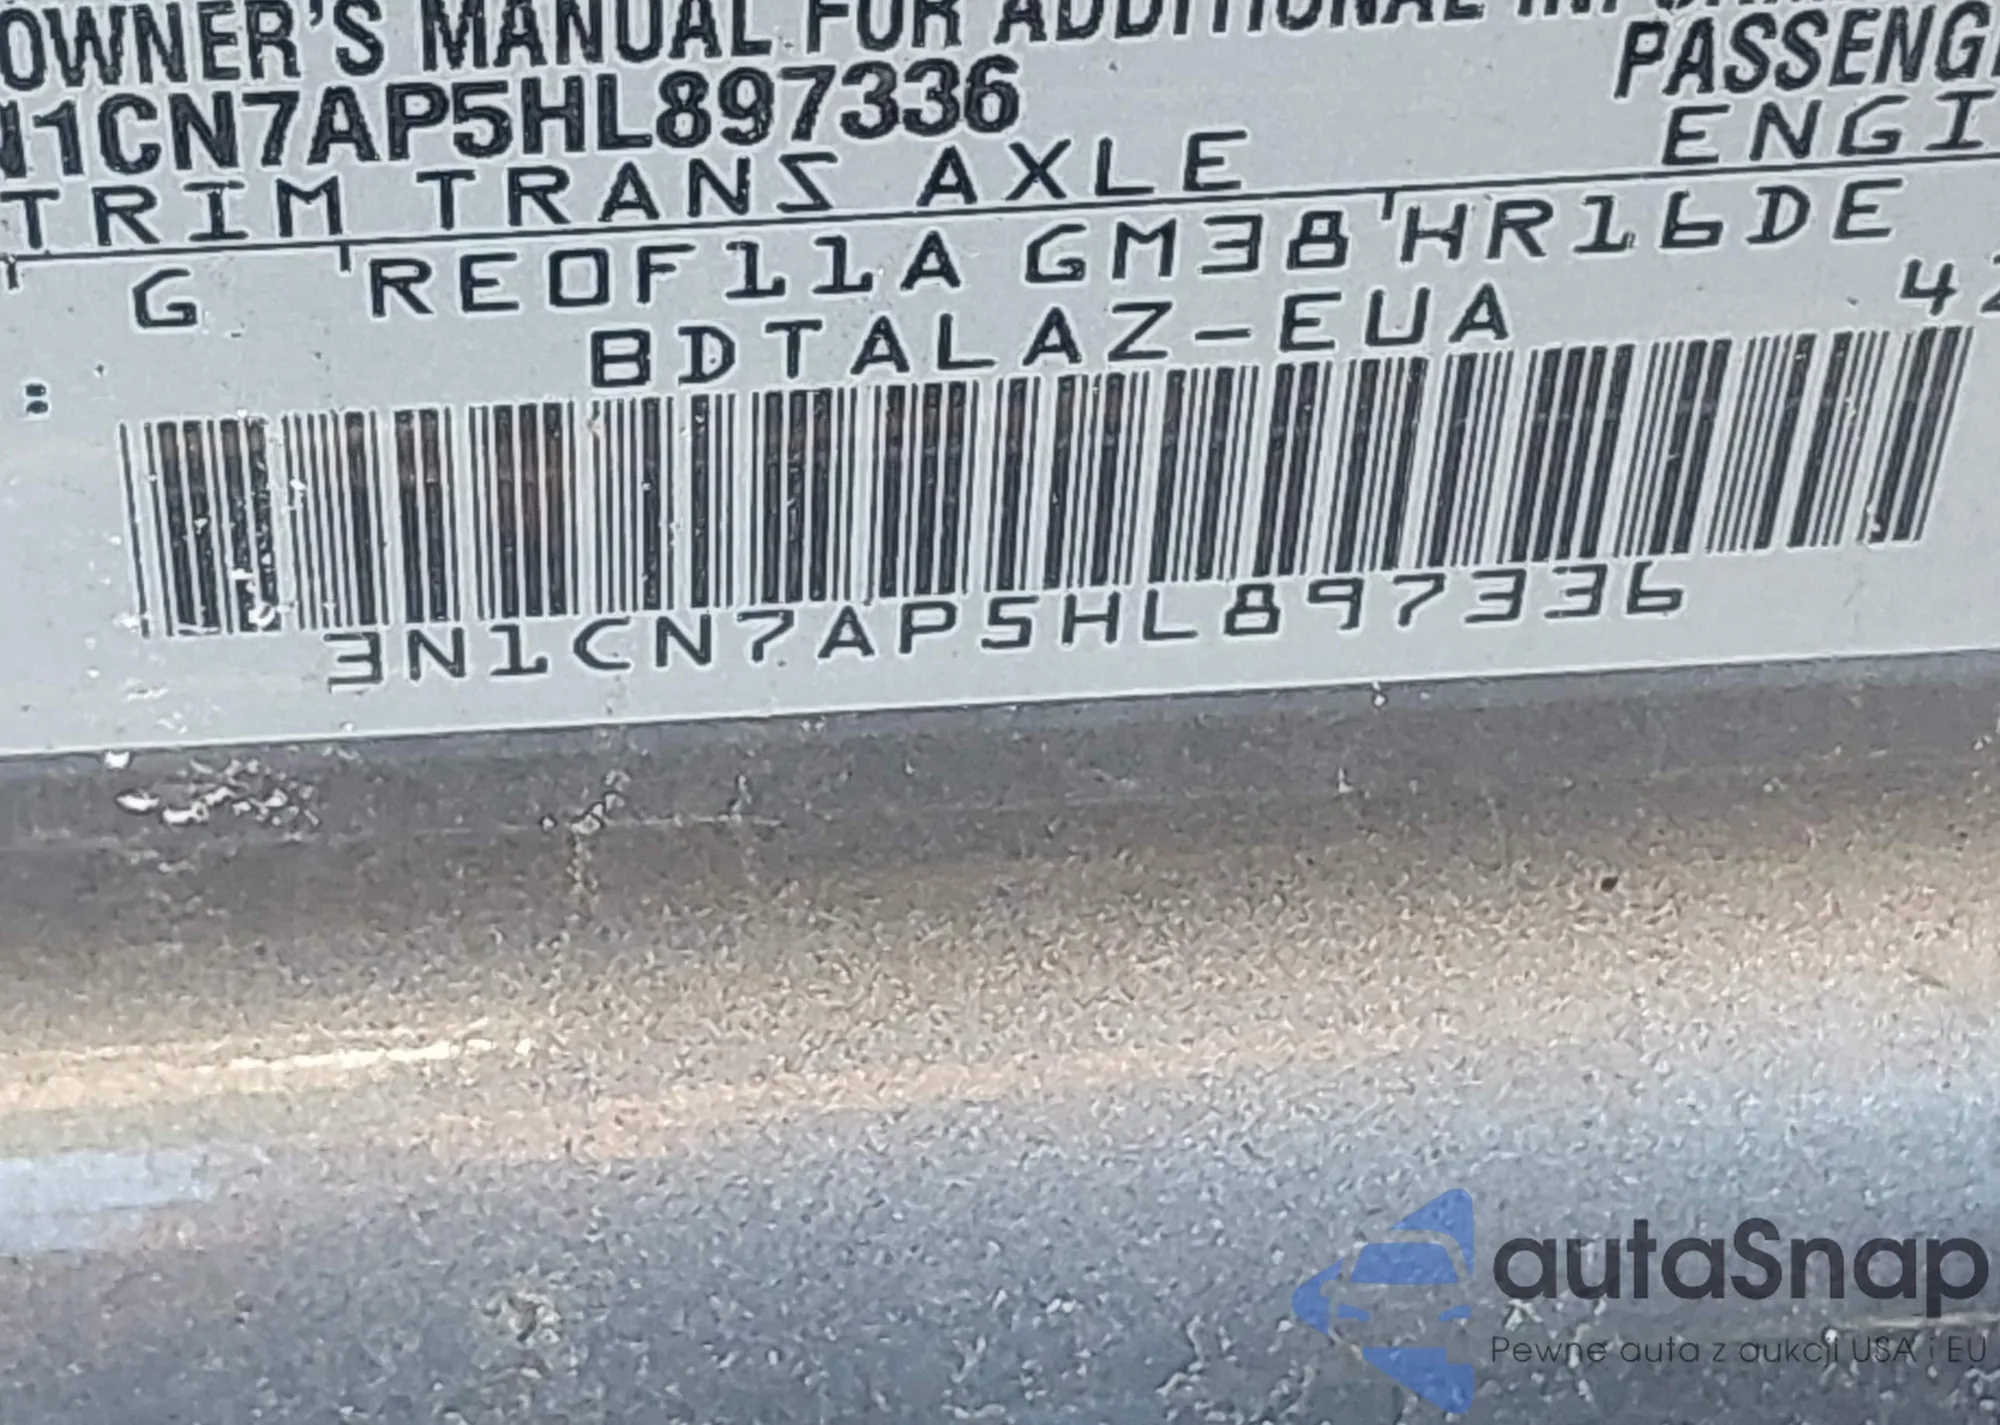 OWNER'S MANUAL FOR ADDITIONAL
PASSENG
N1CN7AP5HL897336
ENGI
TRIM TRANS AXLE
G REOF11A GM38 HR16DE
BDTALAZ-EUA
42
3N1CN7AP5HL897336
autaSnap
Pewne auta z aukcji USA i EU